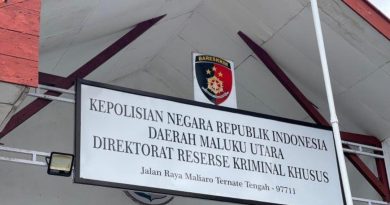 BARESKRIM
KEPOLISIAN NEGARA REPUBLIK INDONESIA
DAERAH MALUKU UTARA
DIREKTORAT RESERSE KRIMINAL KHUSUS
Jalan Raya Maliaro Ternate Tengah - 97711